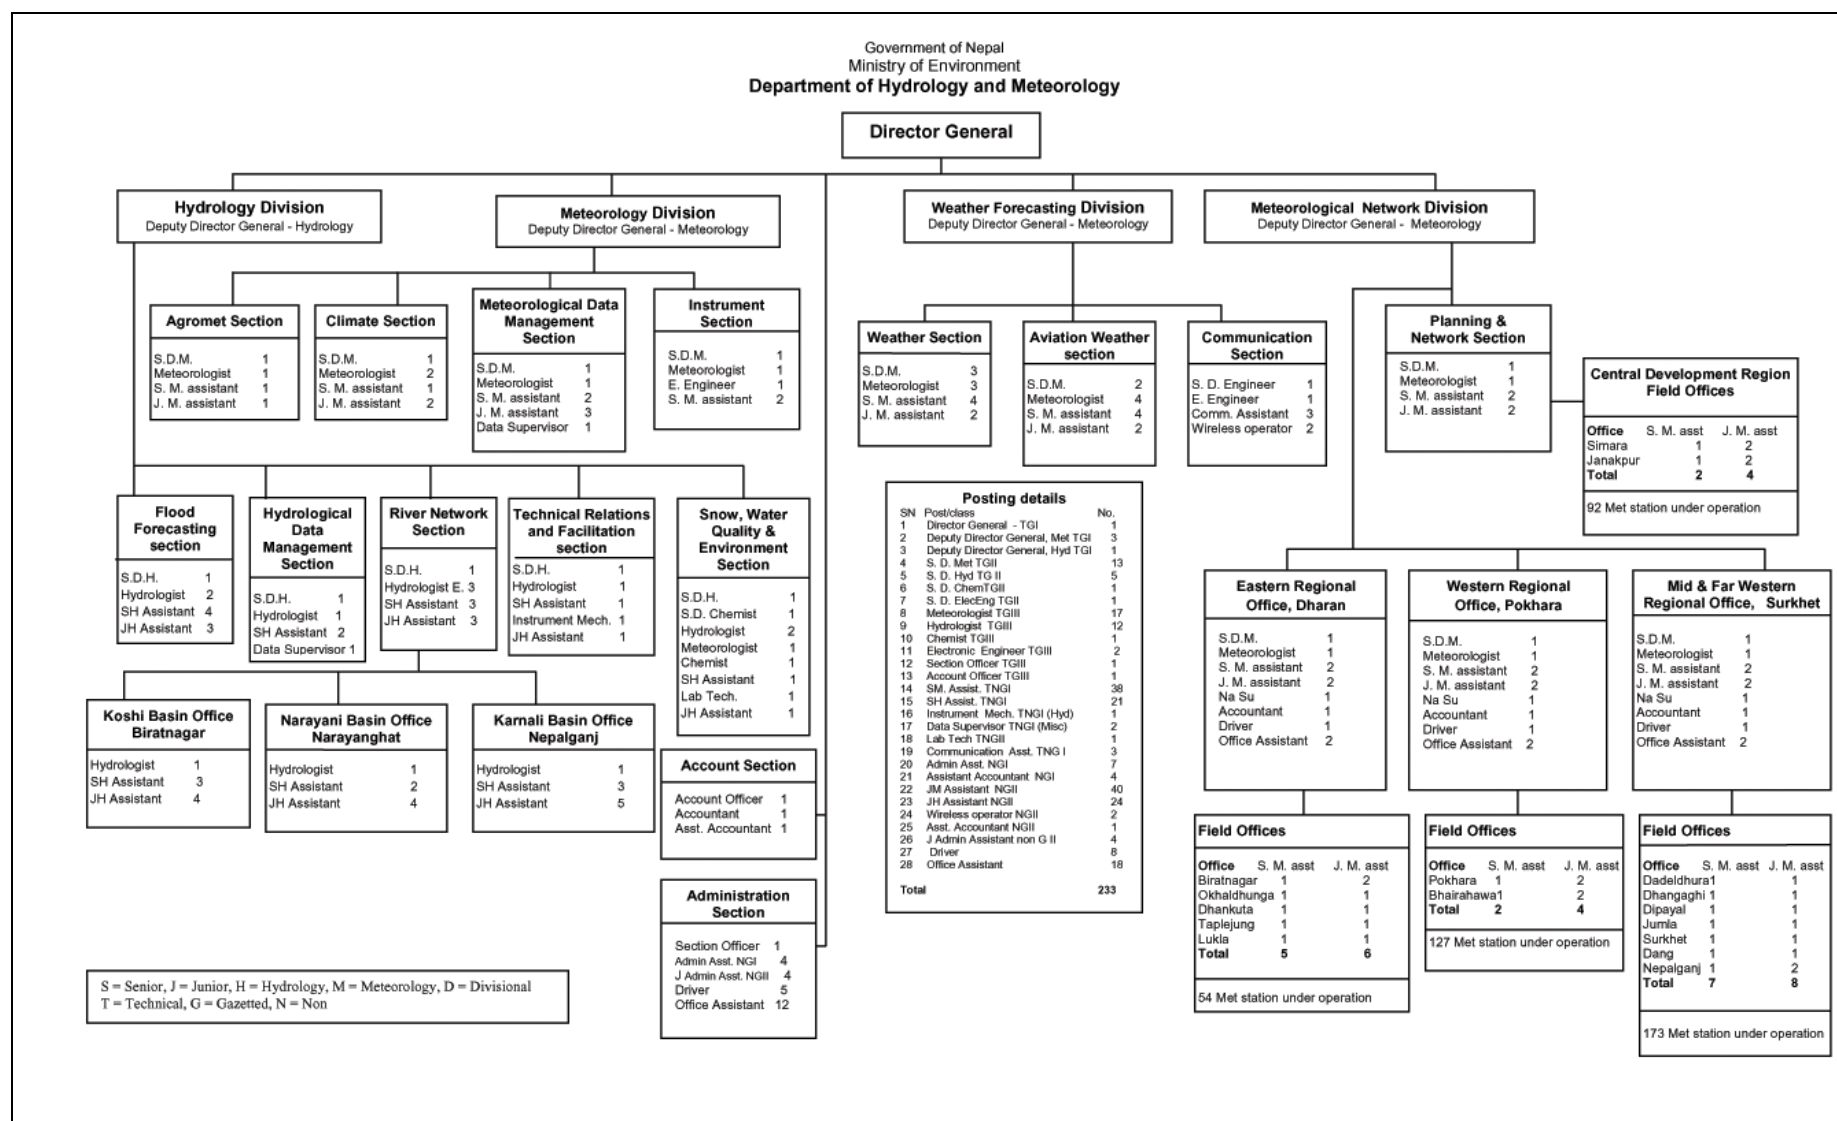 Government of Nepal
Ministry of Environment
Department of Hydrology and Meteorology
Director General
Hydrology Division
Deputy Director General - Hydrology
Meteorology Division
Deputy Director General - Meteorology
Weather Forecasting Division
Deputy Director General - Meteorology
Meteorological Network Division
Deputy Director General - Meteorology
Agromet Section
S.D.M. 1
Meteorologist 1
S. M. assistant 1
J. M. assistant 1
Climate Section
S.D.M. 1
Meteorologist 2
S. M. assistant 1
J. M. assistant 2
Meteorological Data
Management
Section
S.D.M. 1
Meteorologist 1
S. M. assistant 2
J. M. assistant 3
Data Supervisor 1
Instrument
Section
S.D.M. 1
Meteorologist 1
E. Engineer 1
S. M. assistant 2
Weather Section
S.D.M. 3
Meteorologist 3
S. M. assistant 4
J. M. assistant 2
Aviation Weather
section
S.D.M. 2
Meteorologist 4
S. M. assistant 4
J. M. assistant 2
Communication
Section
S. D. Engineer 1
E. Engineer 1
Comm. Assistant 3
Wireless operator 2
Planning &
Network Section
S.D.M. 1
Meteorologist 1
S. M. assistant 2
J. M. assistant 2
Central Development Region
Field Offices
Office S. M. asst J. M. asst
Simara 1 2
Janakpur 1 2
Total 2 4
92 Met station under operation
Flood
Forecasting
section
S.D.H. 1
Hydrologist 2
SH Assistant 4
JH Assistant 3
Hydrological
Data
Management
Section
S.D.H. 1
Hydrologist 1
SH Assistant 2
Data Supervisor 1
River Network
Section
S.D.H. 1
Hydrologist E. 3
SH Assistant 3
JH Assistant 3
Technical Relations
and Facilitation
section
S.D.H. 1
Hydrologist 1
SH Assistant 1
Instrument Mech. 1
JH Assistant 1
Snow, Water
Quality &
Environment
Section
S.D.H. 1
S.D. Chemist 1
Hydrologist 2
Meteorologist 1
Chemist 1
SH Assistant 1
Lab Tech. 1
JH Assistant 1
Koshi Basin Office
Biratnagar
Hydrologist 1
SH Assistant 3
JH Assistant 4
Narayani Basin Office
Narayanghat
Hydrologist 1
SH Assistant 2
JH Assistant 4
Karnali Basin Office
Nepalganj
Hydrologist 1
SH Assistant 3
JH Assistant 5
Account Section
Account Officer 1
Accountant 1
Asst. Accountant 1
Administration
Section
Section Officer 1
Admin Asst. NGI 4
J Admin Asst. NGII 4
Driver 5
Office Assistant 12
Posting details
SN Post/class No.
1 Director General - TGI 1
2 Deputy Director General, Met TGI 3
3 Deputy Director General, Hyd TGI 1
4 S. D. Met TGII 13
5 S. D. Hyd TG II 5
6 S. D. ChemTGII 1
7 S. D. ElecEng TGII 1
8 Meteorologist TGIII 17
9 Hydrologist TGIII 12
10 Chemist TGIII 1
11 Electronic Engineer TGIII 2
12 Section Officer TGIII 1
13 Account Officer TGIII 1
14 SM. Assist. TNGI 38
15 SH Assist. TNGI 21
16 Instrument Mech. TNGI (Hyd) 1
17 Data Supervisor TNGI (Misc) 2
18 Lab Tech TNGII 1
19 Communication Asst. TNG I 3
20 Admin Asst. NGI 7
21 Assistant Accountant NGI 4
22 JM Assistant NGII 40
23 JH Assistant NGII 24
24 Wireless operator NGII 2
25 Asst. Accountant NGII 1
26 J Admin Assistant non G II 4
27 Driver 8
28 Office Assistant 18
Total 233
Eastern Regional
Office, Dharan
S.D.M. 1
Meteorologist 1
S. M. assistant 2
J. M. assistant 2
Na Su 1
Accountant 1
Driver 1
Office Assistant 2
Western Regional
Office, Pokhara
S.D.M. 1
Meteorologist 1
S. M. assistant 2
J. M. assistant 2
Na Su 1
Accountant 1
Driver 1
Office Assistant 2
Mid & Far Western
Regional Office, Surkhet
S.D.M. 1
Meteorologist 1
S. M. assistant 2
J. M. assistant 2
Na Su 1
Accountant 1
Driver 1
Office Assistant 2
Field Offices
Office S. M. asst J. M. asst
Biratnagar 1 2
Okhaldhunga 1 1
Dhankuta 1 1
Taplejung 1 1
Lukla 1 1
Total 5 6
54 Met station under operation
Field Offices
Office S. M. asst J. M. asst
Pokhara 1 2
Bhairahawa1 2
Total 2 4
127 Met station under operation
Field Offices
Office S. M. asst J. M. asst
Dadeldhura1 1
Dhangaghi 1 1
Dipayal 1 1
Jumla 1 1
Surkhet 1 1
Dang 1 1
Nepalganj 1 2
Total 7 8
173 Met station under operation
S = Senior, J = Junior, H = Hydrology, M = Meteorology, D = Divisional
T = Technical, G = Gazetted, N = Non